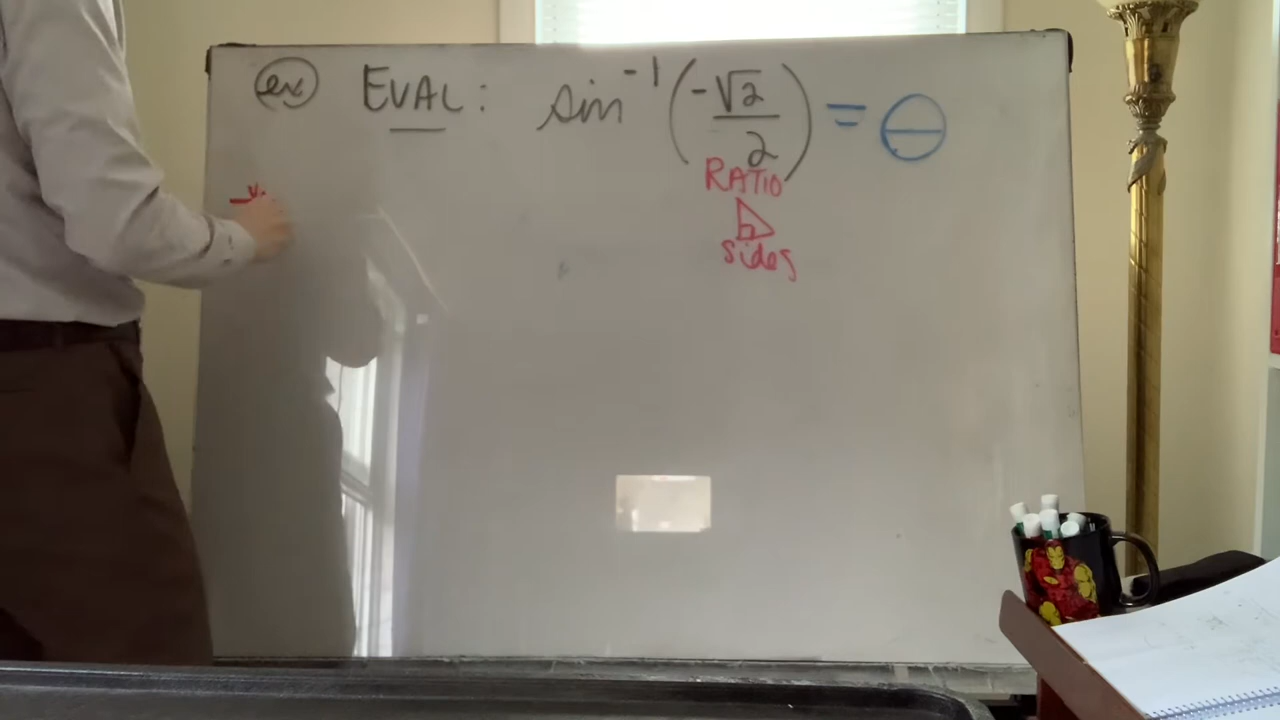 ex EVAL: sin⁻¹(-√2/2) = θ
RATIO
sides